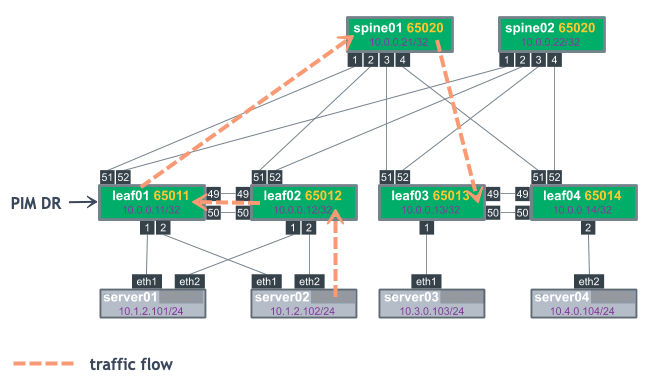 spine01 65020 spine02 65020
10.0.0.21/32 10.0.0.22/32
1 2 3 4 1 2 3 4
51 52 51 52 51 52 51 52
PIM DR leaf01 65011 49 49 leaf02 65012 leaf03 65013 49 49 leaf04 65014
10.0.0.11/32 50 50 10.0.0.12/32 10.0.0.13/32 50 50 10.0.0.14/32
1 2 1 2 1 2
eth1 eth2 eth1 eth2 eth1 eth2
server01 server02 server03 server04
10.1.2.101/24 10.1.2.102/24 10.3.0.103/24 10.4.0.104/24
traffic flow